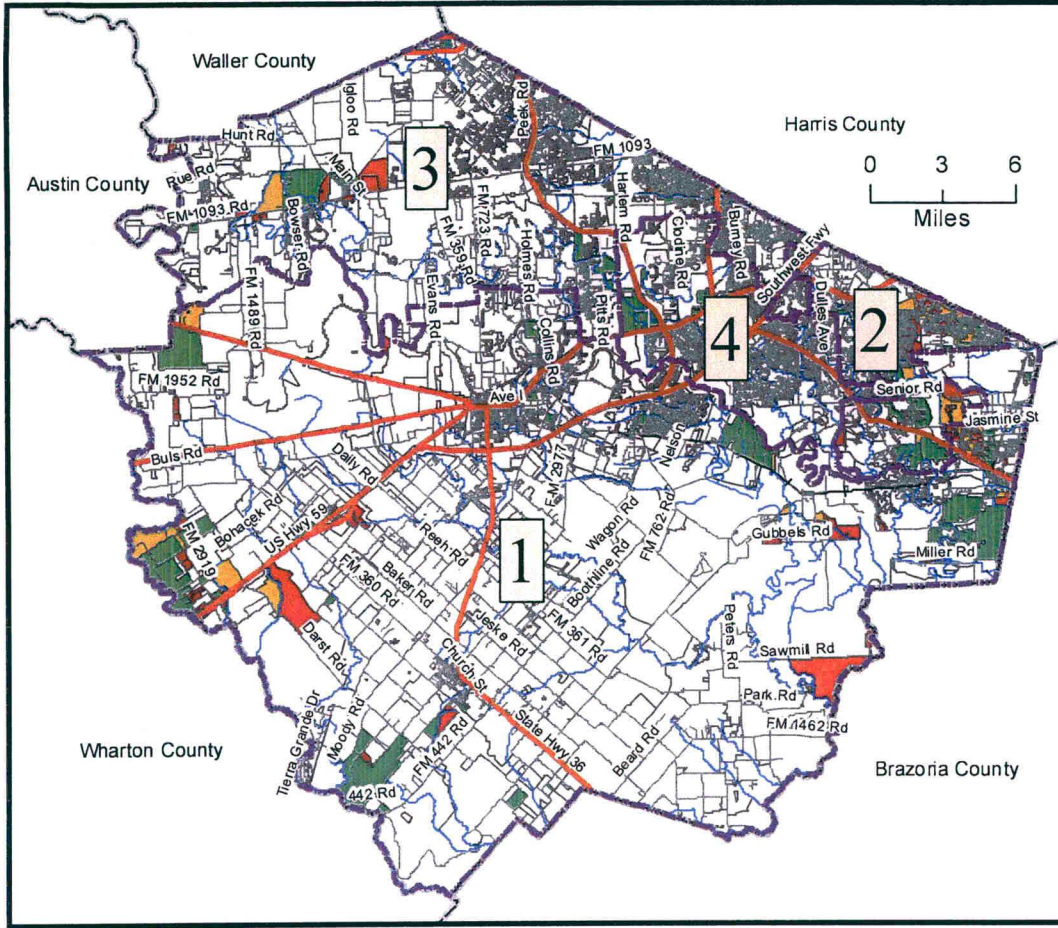 Waller County
Harris County
Austin County
Hunt Rd
Igloo Rd
Peek Rd
FM 1093
0 3 6
Miles
Rue Rd
Main St
3
FM 1093 Rd
Bowser Rd
FM 723 Rd
FM 359 Rd
Harlem Rd
Clodine Rd
Burney Rd
Southwest Fwy
Holmes Rd
Evans Rd
Pitts Rd
Dulles Ave
FM 1489 Rd
Collins Rd
4
2
FM 1952 Rd
Ave I
Senior Rd
Jasmine St
Buls Rd
Daily Rd
FM 2977
Nelson
Bohacek Rd
US Hwy 59
FM 2919
Wagon Rd
FM 762 Rd
Gubbels Rd
Reeh Rd
1
Miller Rd
Baker Rd
FM 360 Rd
Boothline Rd
Jeske Rd
FM 361 Rd
Darst Rd
Peters Rd
Sawmill Rd
Church St
Park Rd
FM 1462 Rd
Tierra Grande Dr
Moody Rd
State Hwy 36
Beard Rd
FM 442 Rd
442 Rd
Wharton County
Brazoria County